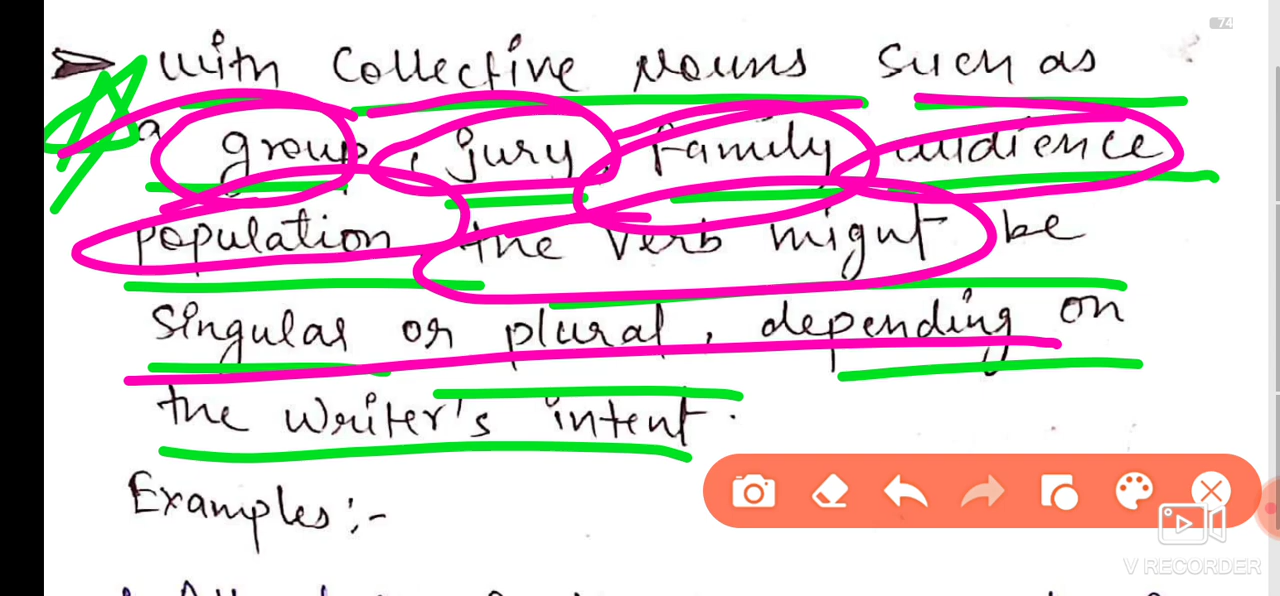 74
with Collective Nouns Such as
a group, jury, family audience
population the verb might be
singular or plural, depending on
the writer's intent.
Examples:-
V RECORDER